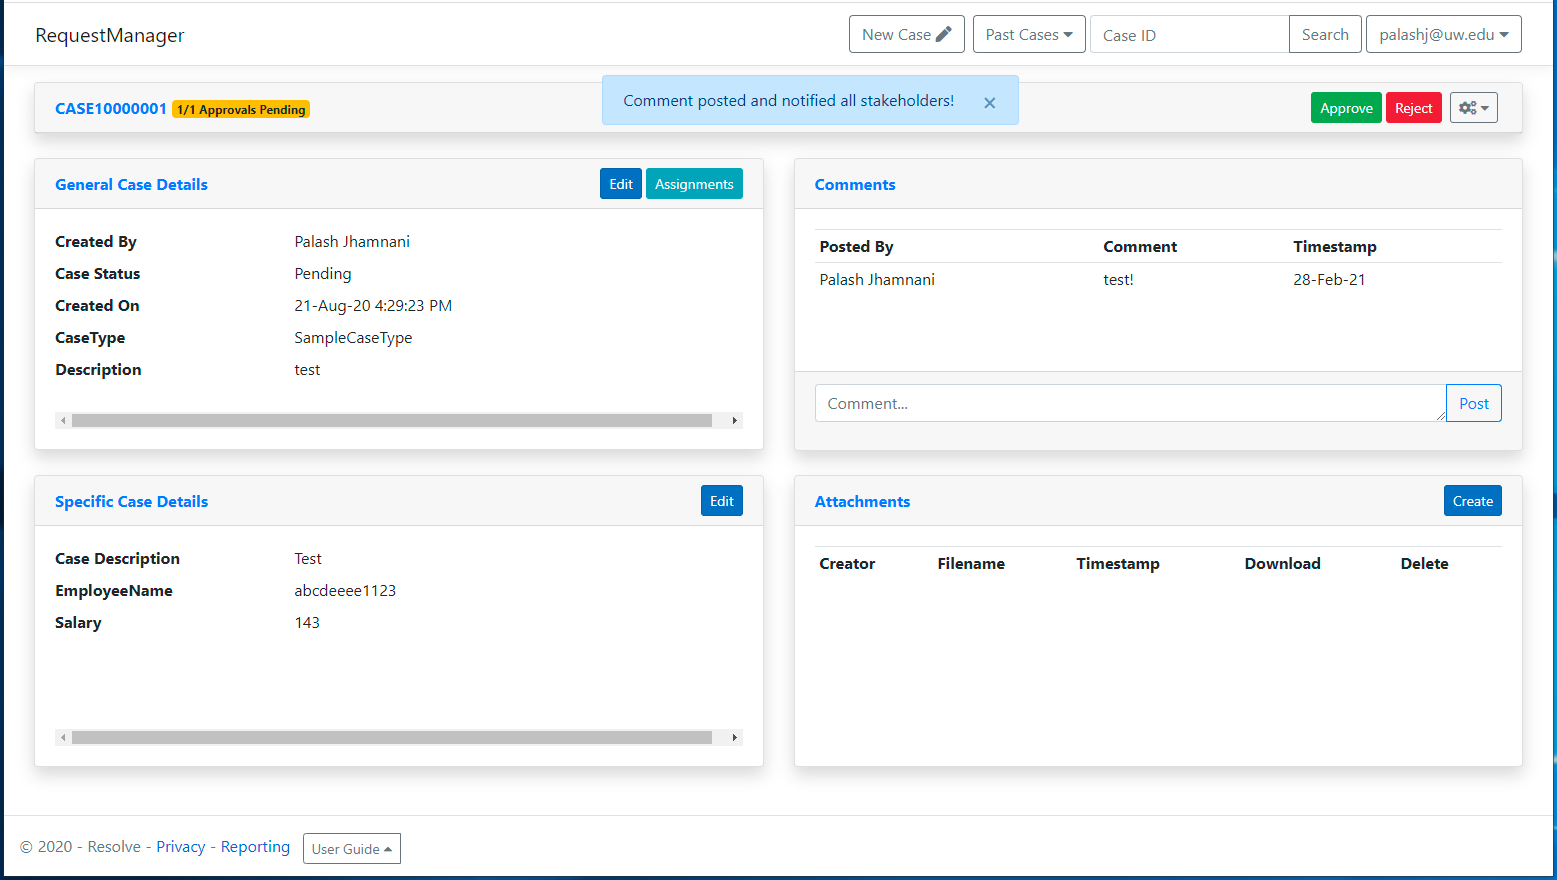 RequestManager New Case Past Cases Case ID Search palashj@uw.edu
CASE10000001 1/1 Approvals Pending Comment posted and notified all stakeholders! × Approve Reject
General Case Details Edit Assignments
Created By Palash Jhamnani
Case Status Pending
Created On 21-Aug-20 4:29:23 PM
CaseType SampleCaseType
Description test
Comments
Posted By Comment Timestamp
Palash Jhamnani test! 28-Feb-21
Comment... Post
Specific Case Details Edit
Case Description Test
EmployeeName abcdeeee1123
Salary 143
Attachments Create
Creator Filename Timestamp Download Delete
© 2020 - Resolve - Privacy - Reporting User Guide